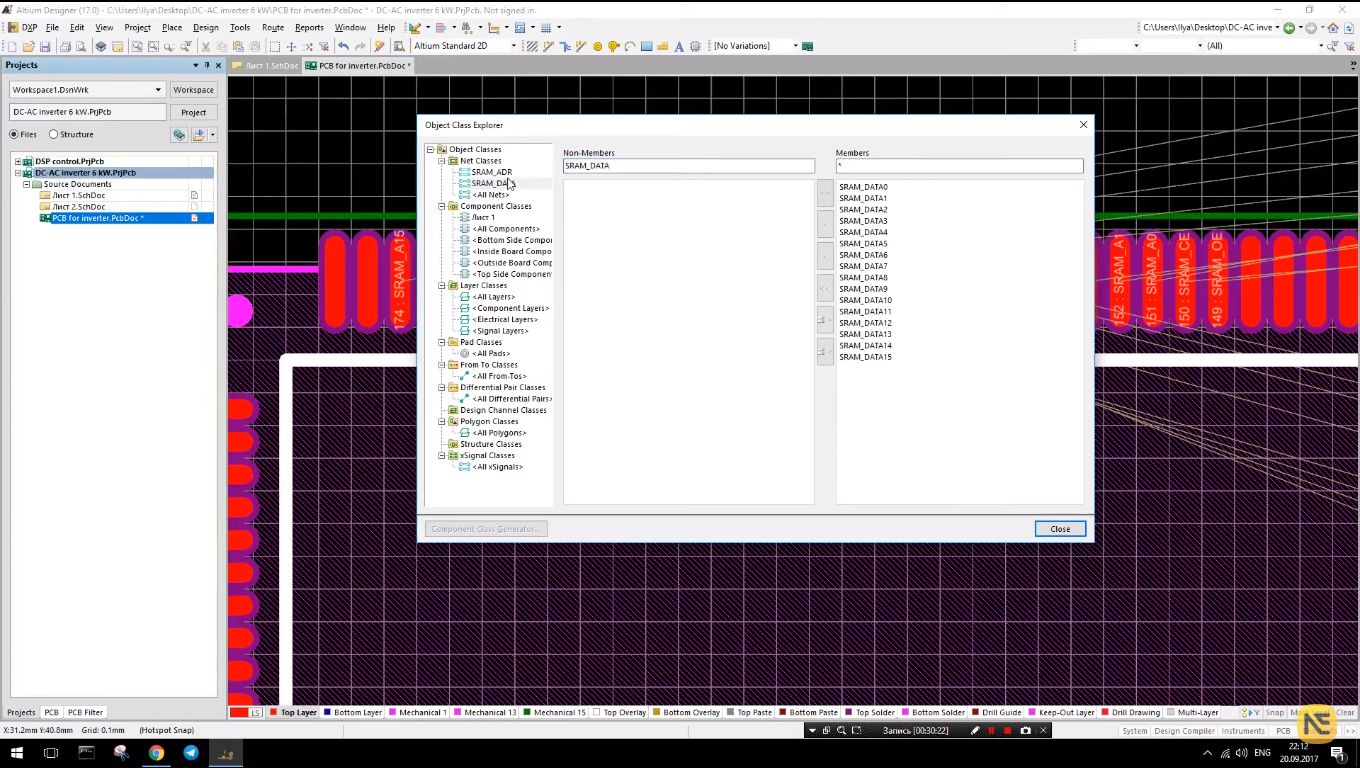 Altium Designer (17.0) - C:\Users\Ilya\Desktop\DC-AC inverter 6 kW\PCB for inverter.PcbDoc * - DC-AC inverter 6 kW.PrjPcb. Not signed in.
DXP File Edit View Project Place Design Tools Route Reports Window Help
C:\Users\Ilya\Desktop\DC-AC inve
Altium Standard 2D
[No Variations]
(All)
Projects
Лист 1.SchDoc
PCB for inverter.PcbDoc *
Workspace1.DsnWrk
Workspace
DC-AC inverter 6 kW.PrjPcb
Project
Files
Structure
DSP control.PrjPcb
DC-AC inverter 6 kW.PrjPcb
Source Documents
Лист 1.SchDoc
Лист 2.SchDoc
PCB for inverter.PcbDoc *
174 : SRAM_A15
152 : SRAM_A1
151 : SRAM_A0
150 : SRAM_CE
149 : SRAM_OE
Object Class Explorer
Object Classes
Net Classes
SRAM_ADR
<All Nets>
Component Classes
Лист 1
<All Components>
<Bottom Side Compo
<Inside Board Compo
<Outside Board Comp
<Top Side Componen
Layer Classes
<All Layers>
<Component Layers>
<Electrical Layers>
<Signal Layers>
Pad Classes
<All Pads>
From To Classes
<All From-Tos>
Differential Pair Classes
<All Differential Pairs>
Design Channel Classes
Polygon Classes
<All Polygons>
Structure Classes
xSignal Classes
<All xSignals>
Non-Members
SRAM_DATA
>>
>
<
<<
Members
*
SRAM_DATA0
SRAM_DATA1
SRAM_DATA2
SRAM_DATA3
SRAM_DATA4
SRAM_DATA5
SRAM_DATA6
SRAM_DATA7
SRAM_DATA8
SRAM_DATA9
SRAM_DATA10
SRAM_DATA11
SRAM_DATA12
SRAM_DATA13
SRAM_DATA14
SRAM_DATA15
Component Class Generator...
Close
Projects PCB PCB Filter
LS Top Layer Bottom Layer Mechanical 1 Mechanical 13 Mechanical 15 Top Overlay Bottom Overlay Top Paste Bottom Paste Top Solder Bottom Solder Drill Guide Keep-Out Layer Drill Drawing Multi-Layer Snap Clear
X:31.2mm Y:40.8mm Grid: 0.1mm (Hotspot Snap)
Запись [00:30:22]
System Design Compiler Instruments PCB >>
ENG
22:12
20.09.2017